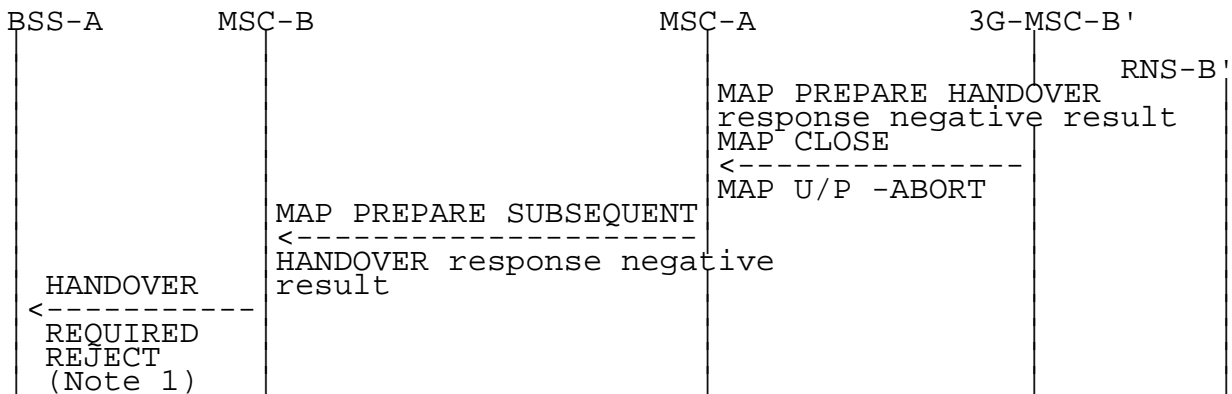 BSS-A MSC-B MSC-A 3G-MSC-B'
RNS-B'
MAP PREPARE HANDOVER
response negative result
MAP CLOSE
MAP U/P -ABORT
MAP PREPARE SUBSEQUENT
HANDOVER response negative
result
HANDOVER
REQUIRED
REJECT
(Note 1)